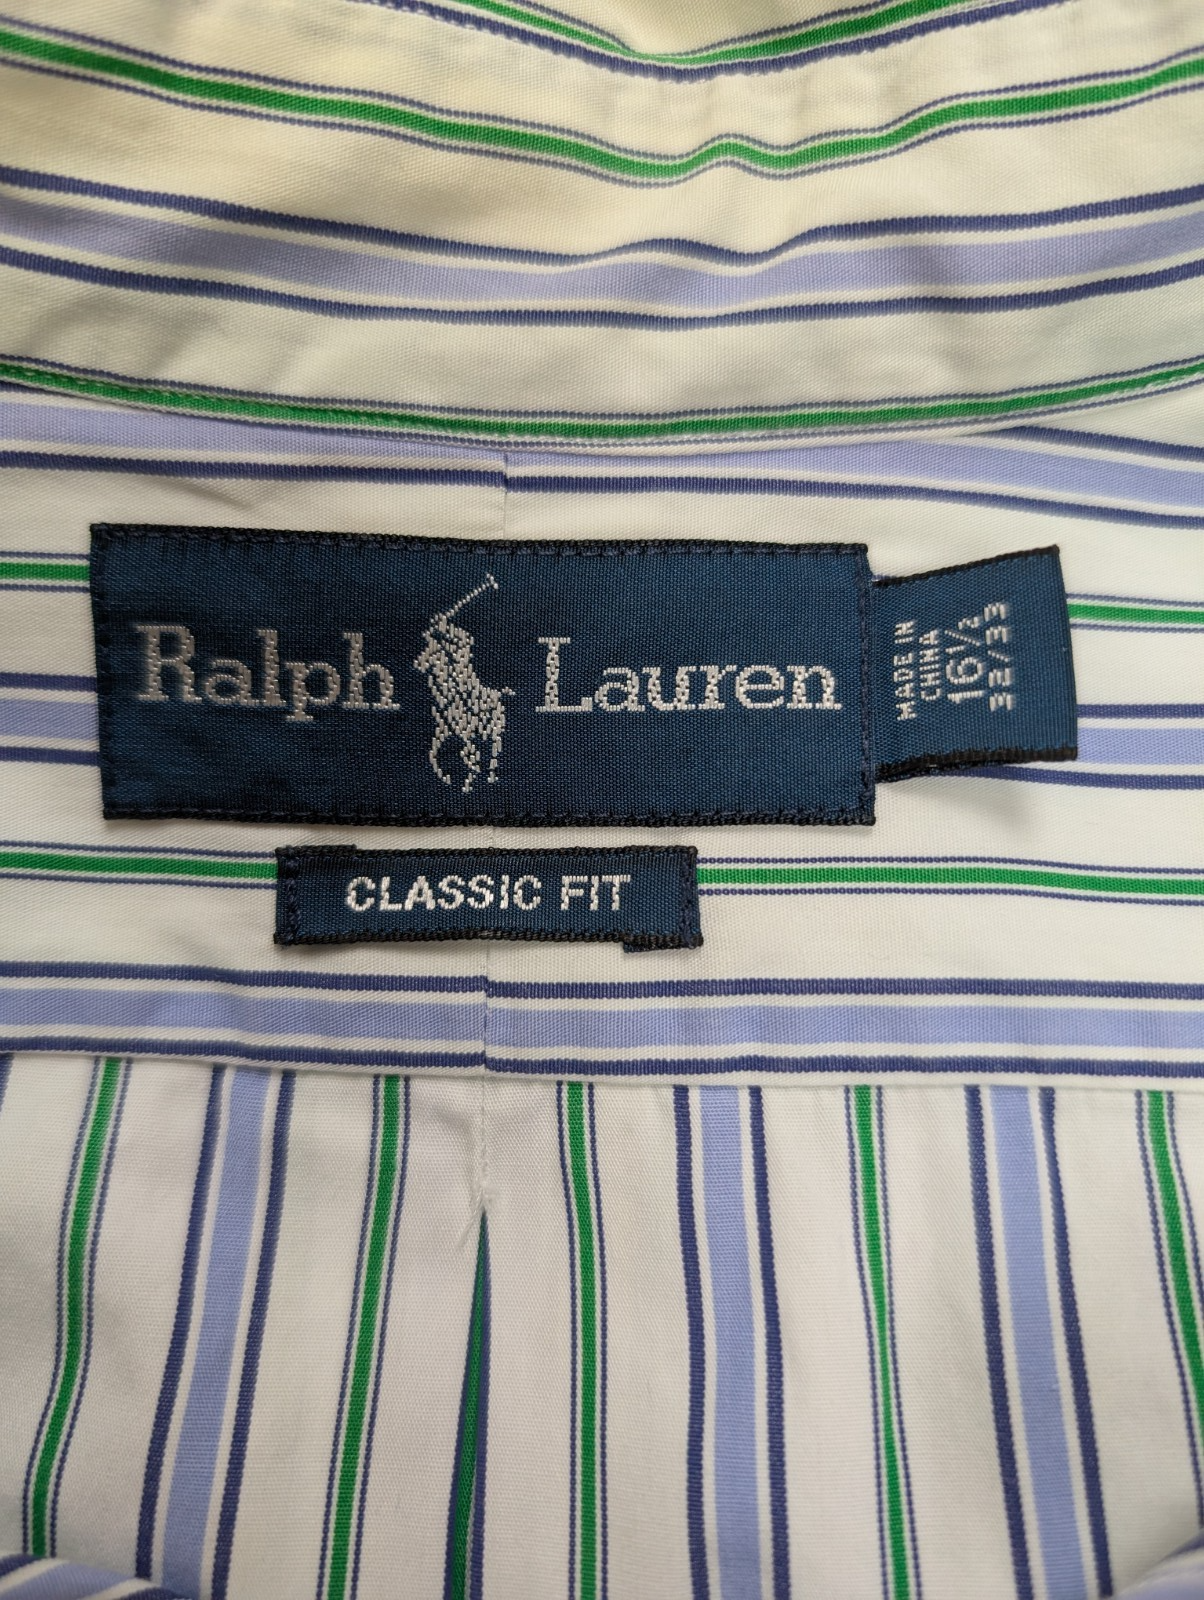 Ralph Lauren
MADE IN
CHINA
16½
32/33
CLASSIC FIT